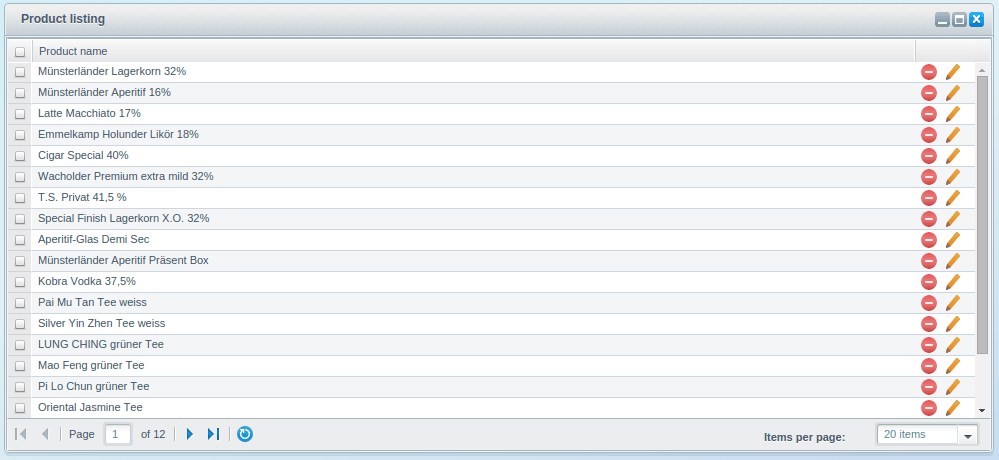 Product listing
Product name
Münsterländer Lagerkorn 32%
Münsterländer Aperitif 16%
Latte Macchiato 17%
Emmelkamp Holunder Likör 18%
Cigar Special 40%
Wacholder Premium extra mild 32%
T.S. Privat 41,5 %
Special Finish Lagerkorn X.O. 32%
Aperitif-Glas Demi Sec
Münsterländer Aperitif Präsent Box
Kobra Vodka 37,5%
Pai Mu Tan Tee weiss
Silver Yin Zhen Tee weiss
LUNG CHING grüner Tee
Mao Feng grüner Tee
Pi Lo Chun grüner Tee
Oriental Jasmine Tee
Page 1 of 12 Items per page: 20 items